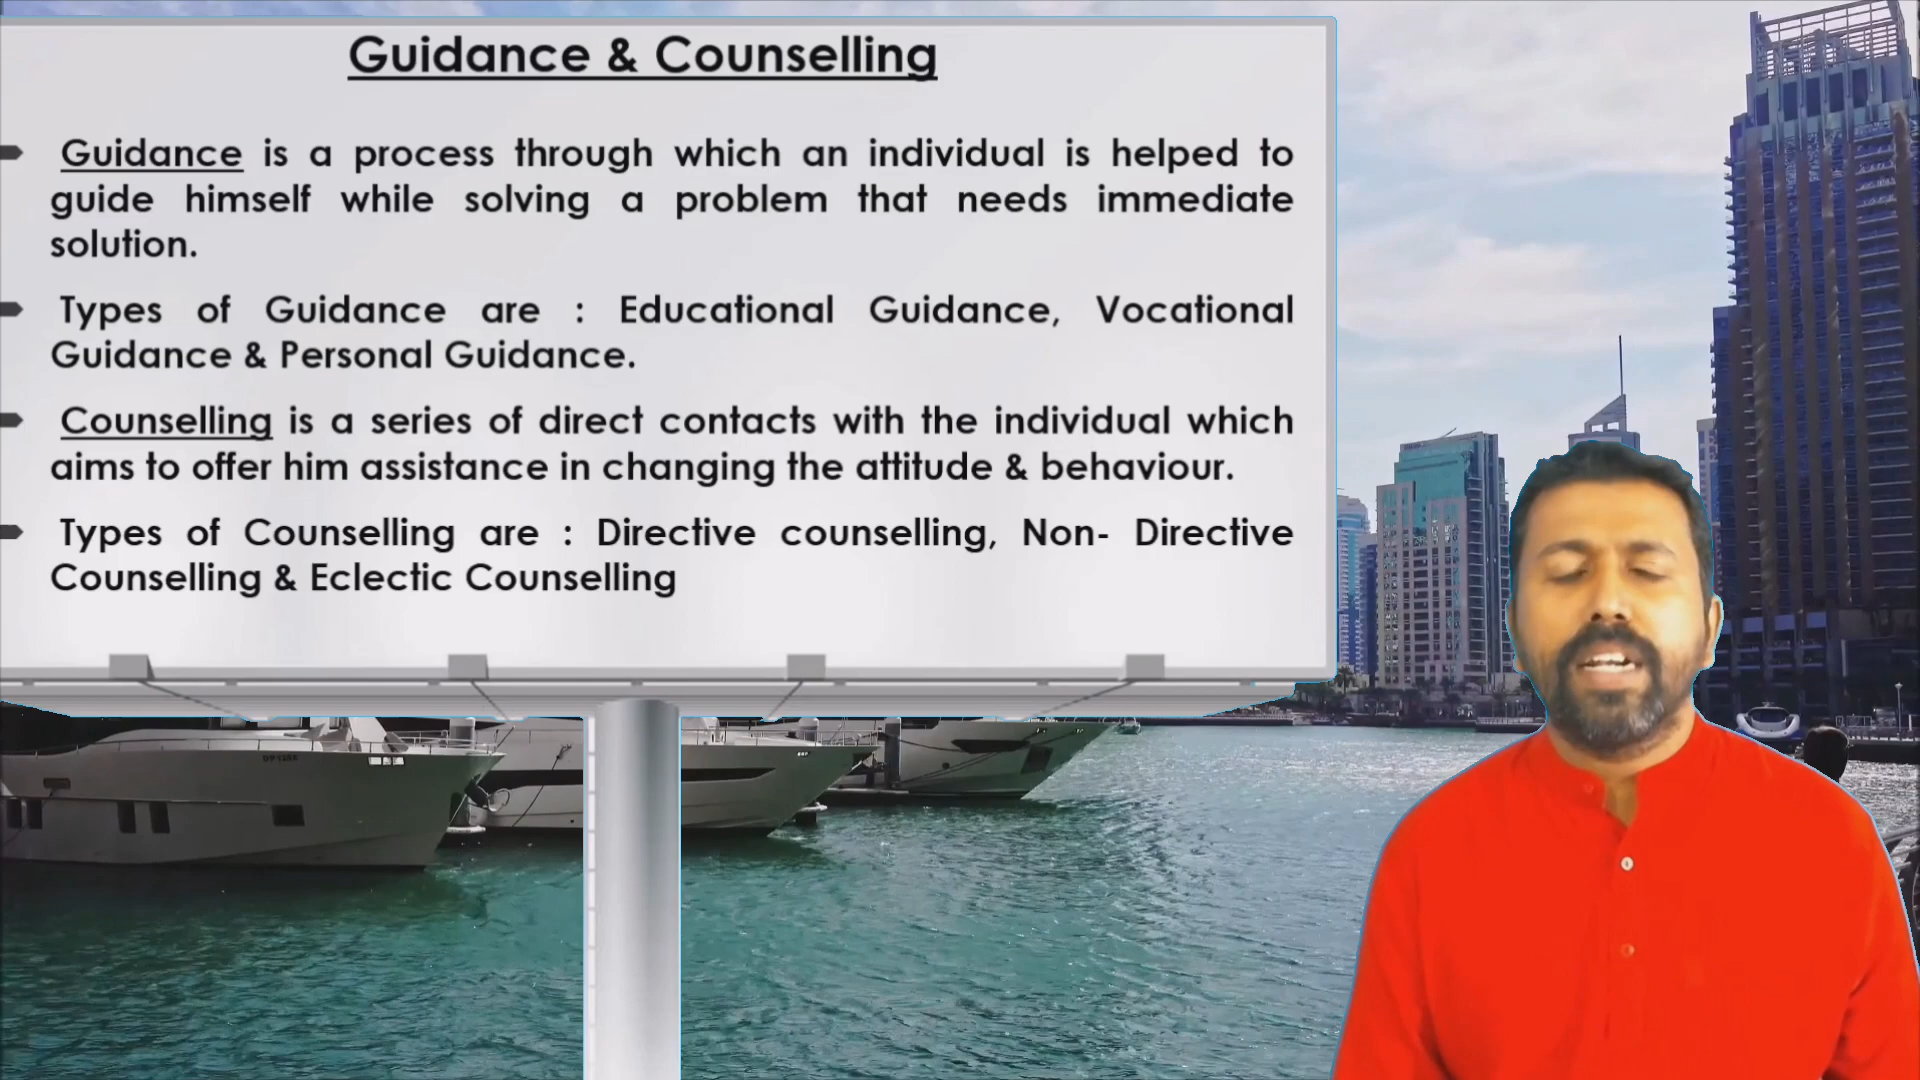 Guidance & Counselling
Guidance is a process through which an individual is helped to
guide himself while solving a problem that needs immediate
solution.
Types of Guidance are : Educational Guidance, Vocational
Guidance & Personal Guidance.
Counselling is a series of direct contacts with the individual which
aims to offer him assistance in changing the attitude & behaviour.
Types of Counselling are : Directive counselling, Non- Directive
Counselling & Eclectic Counselling